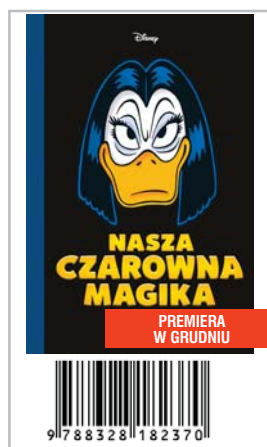 Disney
NASZA
CZAROWNA
MAGIKA
PREMIERA
W GRUDNIU
9 788328 182370